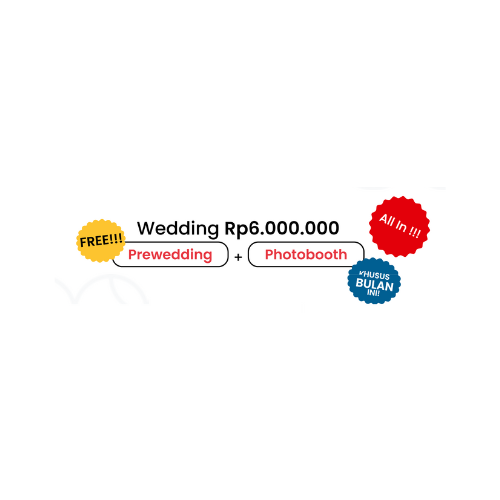 Wedding Rp6.000.000
FREE!!!
Prewedding + Photobooth
All In !!!
KHUSUS
BULAN
INI!